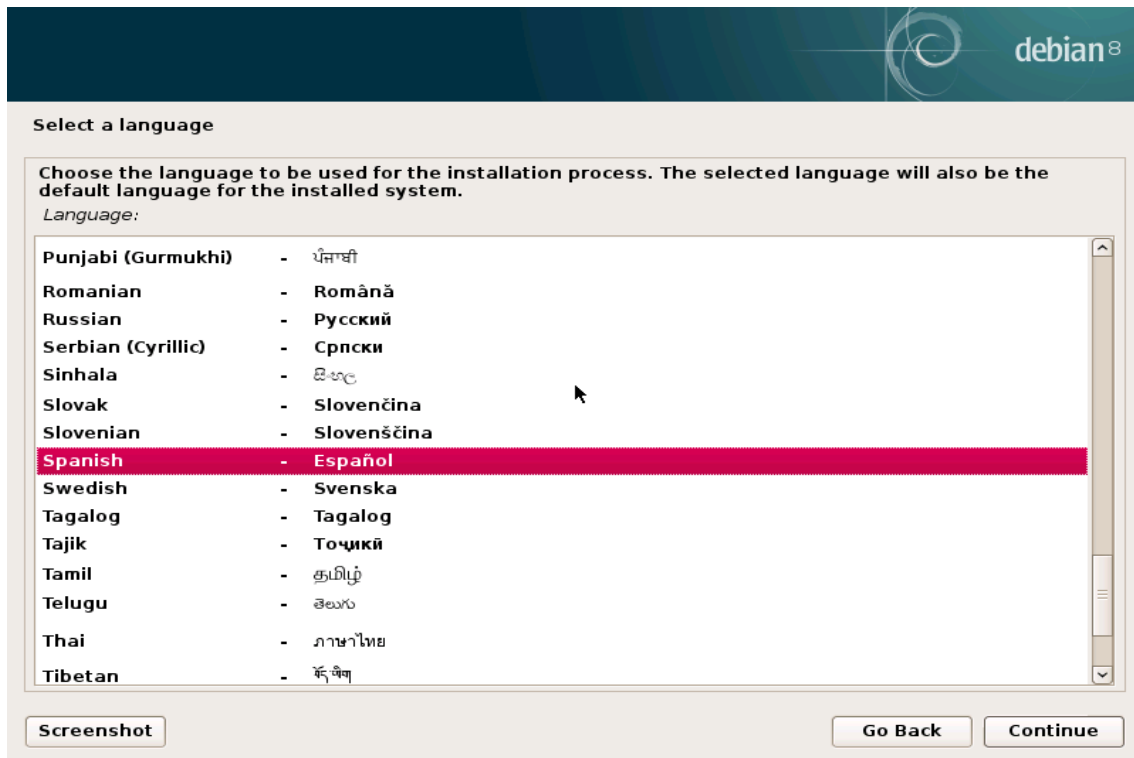 debian 8
Select a language
Choose the language to be used for the installation process. The selected language will also be the
default language for the installed system.
Language:
Punjabi (Gurmukhi) - ਪੰਜਾਬੀ
Romanian - Română
Russian - Русский
Serbian (Cyrillic) - Српски
Sinhala - සිංහල
Slovak - Slovenčina
Slovenian - Slovenščina
Spanish - Español
Swedish - Svenska
Tagalog - Tagalog
Tajik - Тоҷикӣ
Tamil - தமிழ்
Telugu - తెలుగు
Thai - ภาษาไทย
Tibetan - བོད་ཡིག
Screenshot Go Back Continue